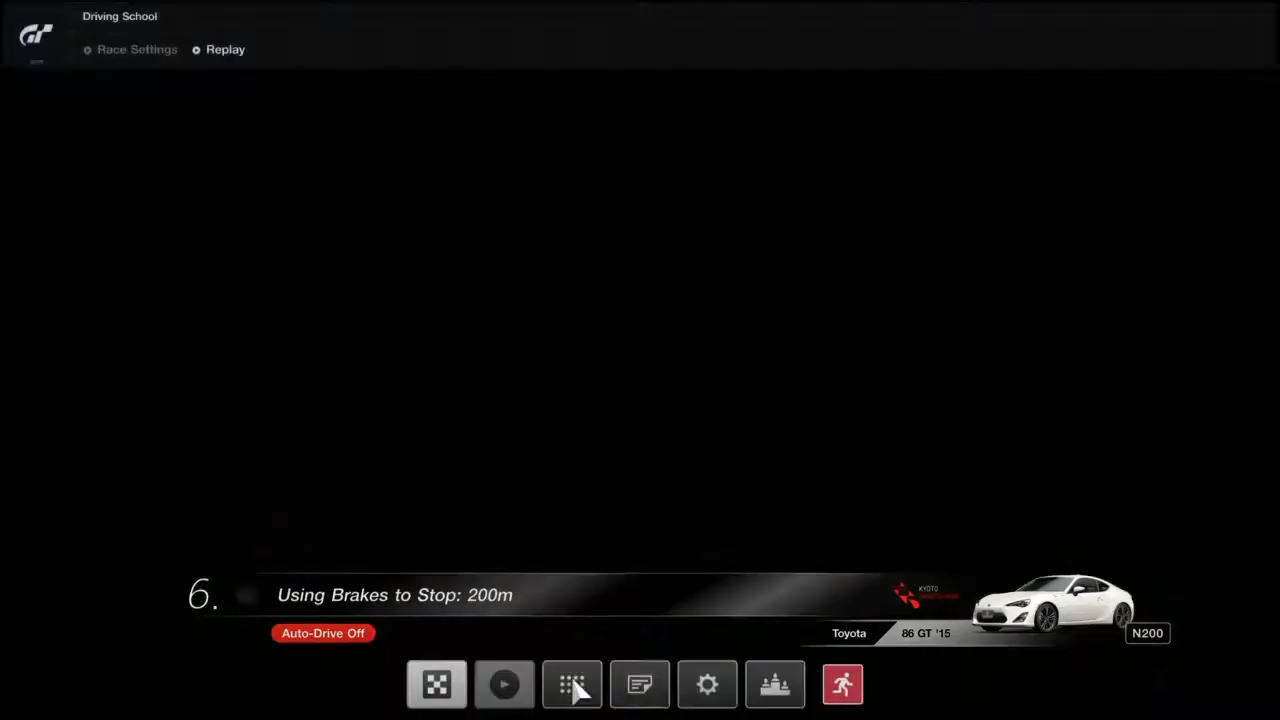 Driving School
Race Settings
Replay
6.
Using Brakes to Stop: 200m
KYOTO
Auto-Drive Off
Toyota
86 GT '15
N200